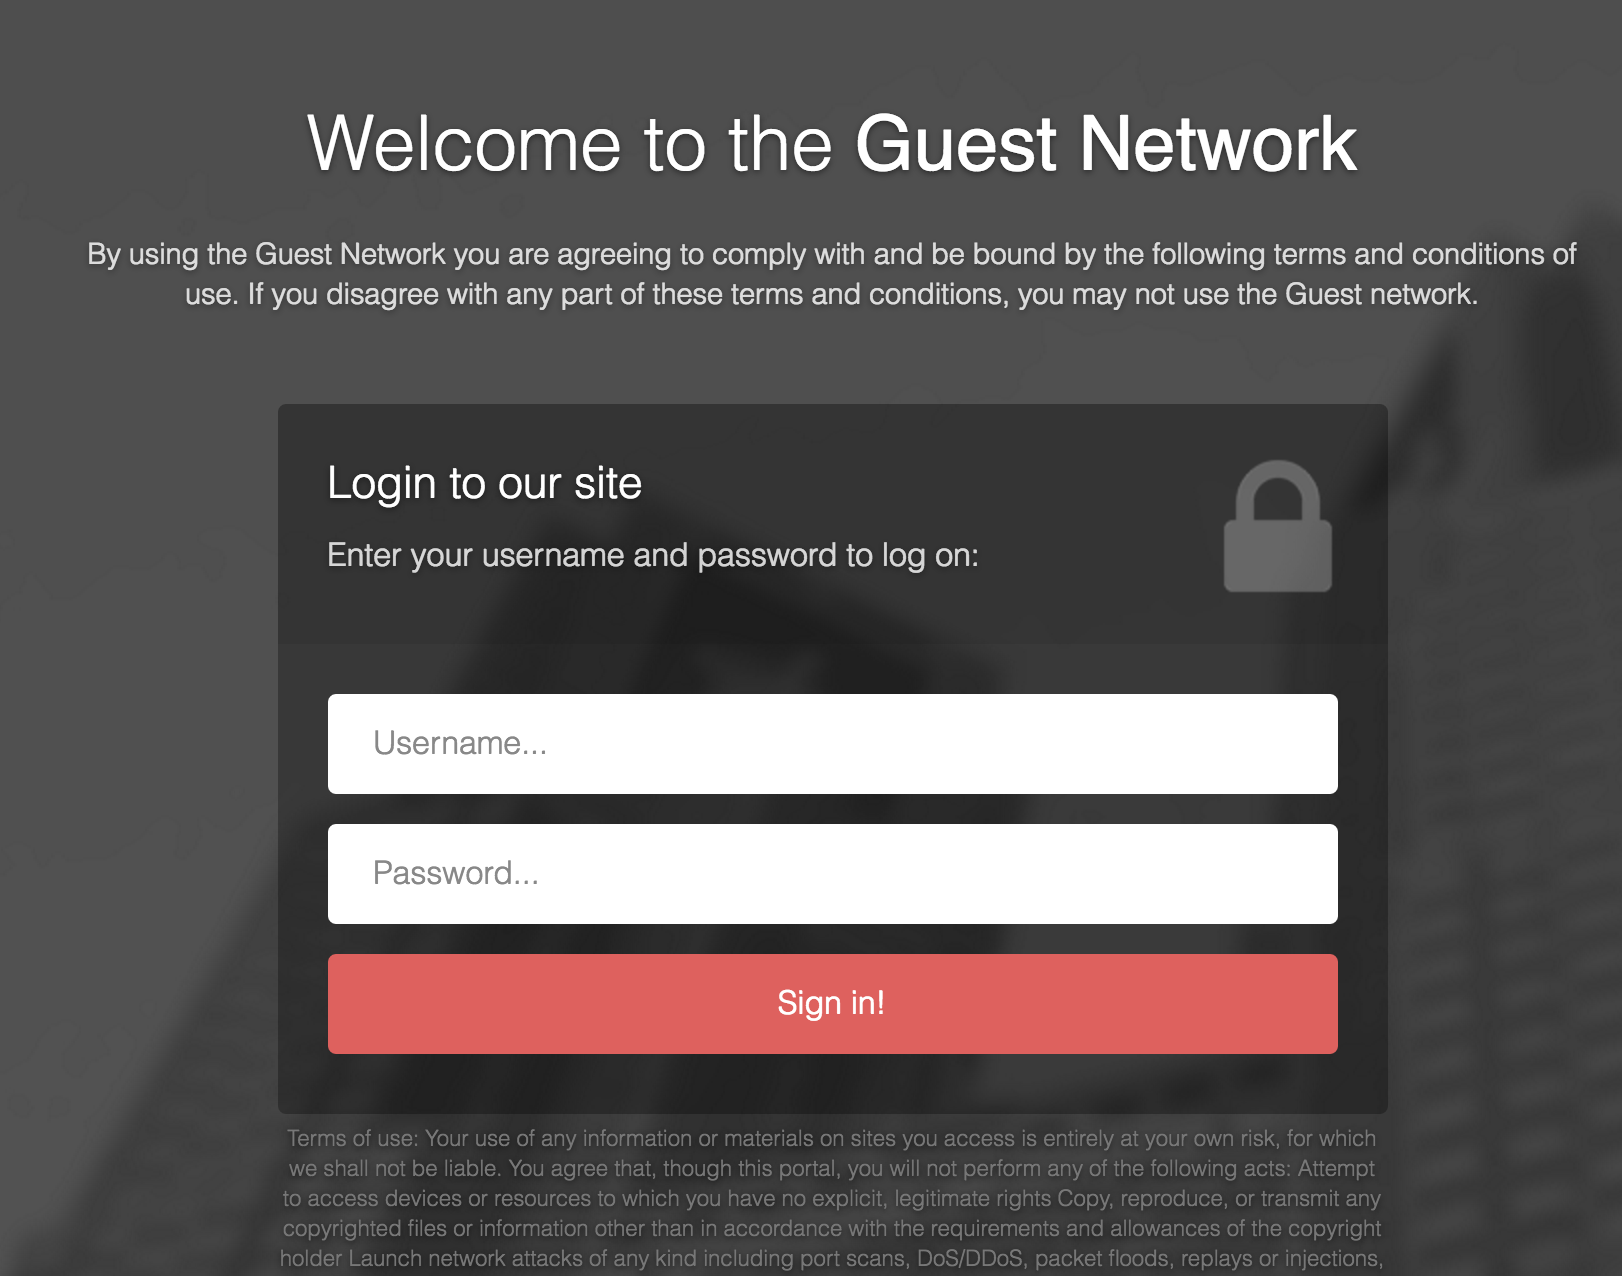 Welcome to the Guest Network
By using the Guest Network you are agreeing to comply with and be bound by the following terms and conditions of
use. If you disagree with any part of these terms and conditions, you may not use the Guest network.
Login to our site
Enter your username and password to log on:
Username...
Password...
Sign in!
Terms of use: Your use of any information or materials on sites you access is entirely at your own risk, for which
we shall not be liable. You agree that, though this portal, you will not perform any of the following acts: Attempt
to access devices or resources to which you have no explicit, legitimate rights Copy, reproduce, or transmit any
copyrighted files or information other than in accordance with the requirements and allowances of the copyright
holder Launch network attacks of any kind including port scans, DoS/DDoS, packet floods, replays or injections,